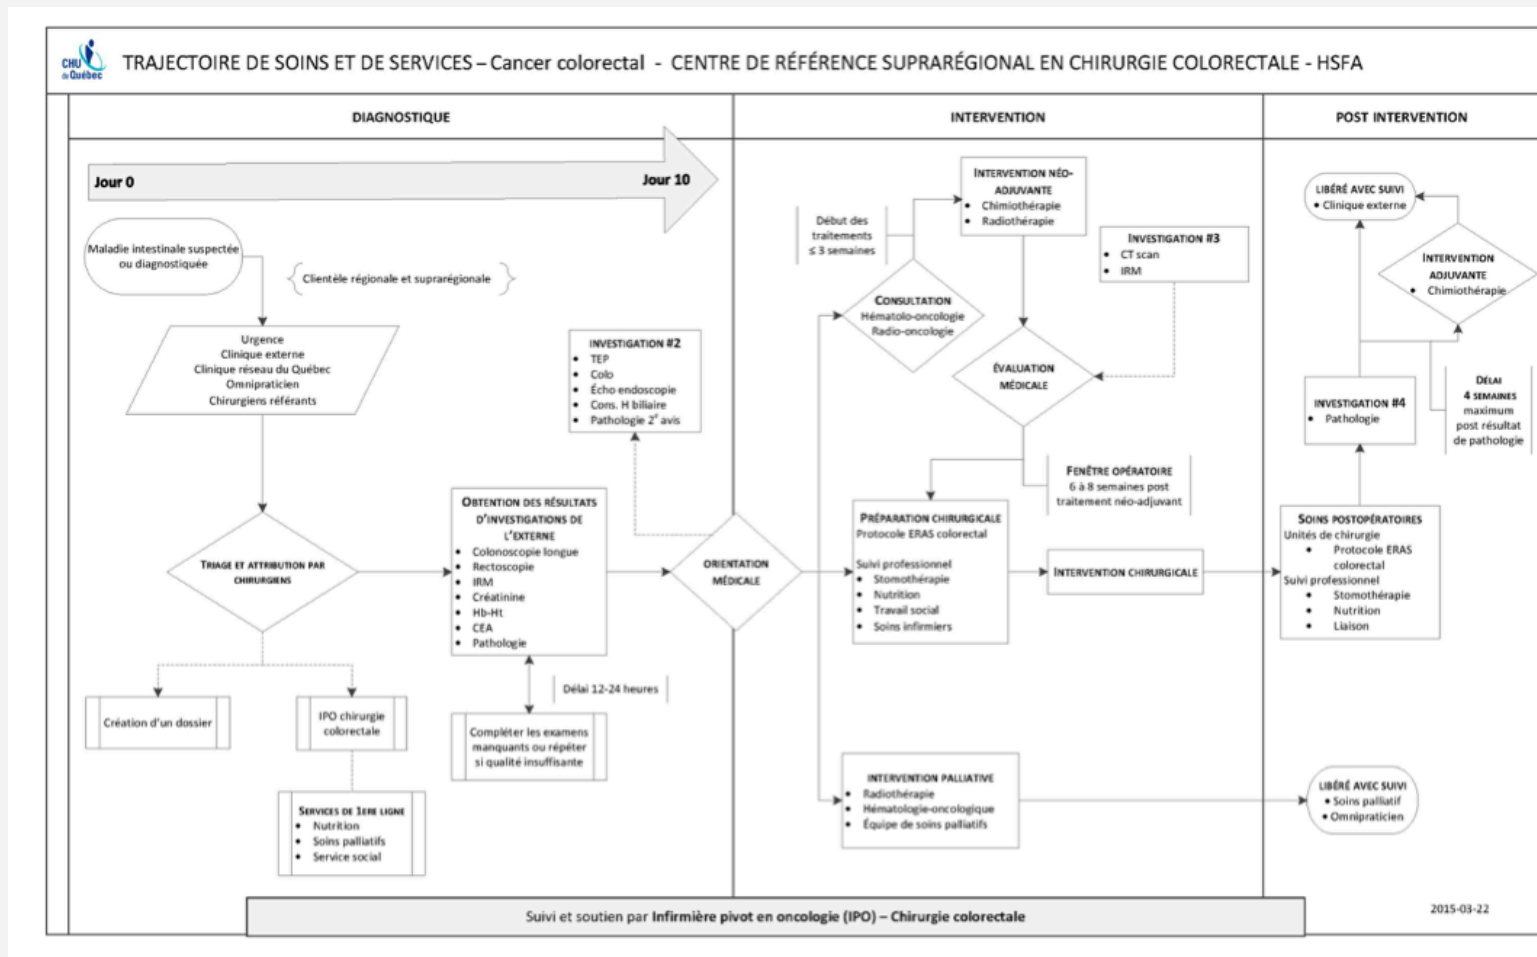 CHU
de Québec
TRAJECTOIRE DE SOINS ET DE SERVICES – Cancer colorectal - CENTRE DE RÉFÉRENCE SUPRARÉGIONAL EN CHIRURGIE COLORECTALE - HSFA
DIAGNOSTIQUE
INTERVENTION
POST INTERVENTION
Jour 0
Jour 10
Maladie intestinale suspectée
ou diagnostiquée
Clientèle régionale et suprarégionale
Urgence
Clinique externe
Clinique réseau du Québec
Omnipraticien
Chirurgiens référants
TRIAGE ET ATTRIBUTION PAR
CHIRURGIENS
Création d'un dossier
IPO chirurgie
colorectale
SERVICES DE 1ERE LIGNE
• Nutrition
• Soins palliatifs
• Service social
OBTENTION DES RÉSULTATS
D'INVESTIGATIONS DE
L'EXTERNE
• Colonoscopie longue
• Rectoscopie
• IRM
• Créatinine
• Hb-Ht
• CEA
• Pathologie
Délai 12-24 heures
Compléter les examens
manquants ou répéter
si qualité insuffisante
INVESTIGATION #2
• TEP
• Colo
• Écho endoscopie
• Cons. H biliaire
• Pathologie 2e avis
ORIENTATION
MÉDICALE
Début des
traitements
≤ 3 semaines
INTERVENTION NÉO-
ADJUVANTE
• Chimiothérapie
• Radiothérapie
CONSULTATION
Hématolo-oncologie
Radio-oncologie
INVESTIGATION #3
• CT scan
• IRM
ÉVALUATION
MÉDICALE
FENÊTRE OPÉRATOIRE
6 à 8 semaines post
traitement néo-adjuvant
PRÉPARATION CHIRURGICALE
Protocole ERAS colorectal
Suivi professionnel
• Stomothérapie
• Nutrition
• Travail social
• Soins infirmiers
INTERVENTION CHIRURGICALE
INTERVENTION PALLIATIVE
• Radiothérapie
• Hématologie-oncologique
• Équipe de soins palliatifs
LIBÉRÉ AVEC SUIVI
• Clinique externe
INTERVENTION
ADJUVANTE
• Chimiothérapie
INVESTIGATION #4
• Pathologie
DÉLAI
4 SEMAINES
maximum
post résultat
de pathologie
SOINS POSTOPÉRATOIRES
Unités de chirurgie
• Protocole ERAS
colorectal
Suivi professionnel
• Stomothérapie
• Nutrition
• Liaison
LIBÉRÉ AVEC SUIVI
• Soins palliatif
• Omnipraticien
Suivi et soutien par Infirmière pivot en oncologie (IPO) – Chirurgie colorectale
2015-03-22